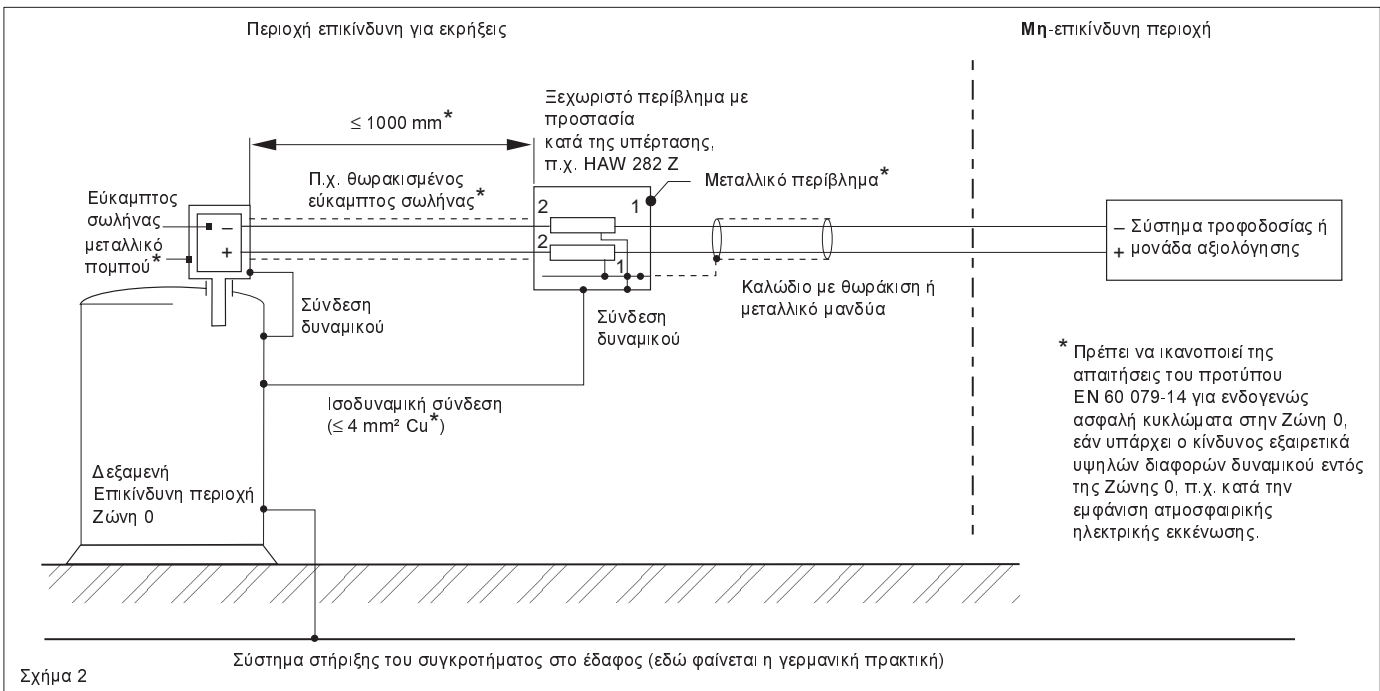 Περιοχή επικίνδυνη για εκρήξεις
Μη-επικίνδυνη περιοχή
≤ 1000 mm*
Ξεχωριστό περίβλημα με
προστασία
κατά της υπέρτασης,
π.χ. HAW 282 Z
Π.χ. θωρακισμένος
εύκαμπτος σωλήνας*
Μεταλλικό περίβλημα*
Εύκαμπτος
σωλήνας
μεταλλικό
πομπού*
–
+
2
1
2
1
– Σύστημα τροφοδοσίας ή
+ μονάδα αξιολόγησης
Καλώδιο με θωράκιση ή
μεταλλικό μανδύα
Σύνδεση
δυναμικού
Σύνδεση
δυναμικού
Ισοδυναμική σύνδεση
(≤ 4 mm² Cu*)
* Πρέπει να ικανοποιεί της
απαιτήσεις του προτύπου
EN 60 079-14 για ενδογενώς
ασφαλή κυκλώματα στην Ζώνη 0,
εάν υπάρχει ο κίνδυνος εξαιρετικά
υψηλών διαφορών δυναμικού εντός
της Ζώνης 0, π.χ. κατά την
εμφάνιση ατμοσφαιρικής
ηλεκτρικής εκκένωσης.
Δεξαμενή
Επικίνδυνη περιοχή
Ζώνη 0
Σύστημα στήριξης του συγκροτήματος στο έδαφος (εδώ φαίνεται η γερμανική πρακτική)
Σχήμα 2